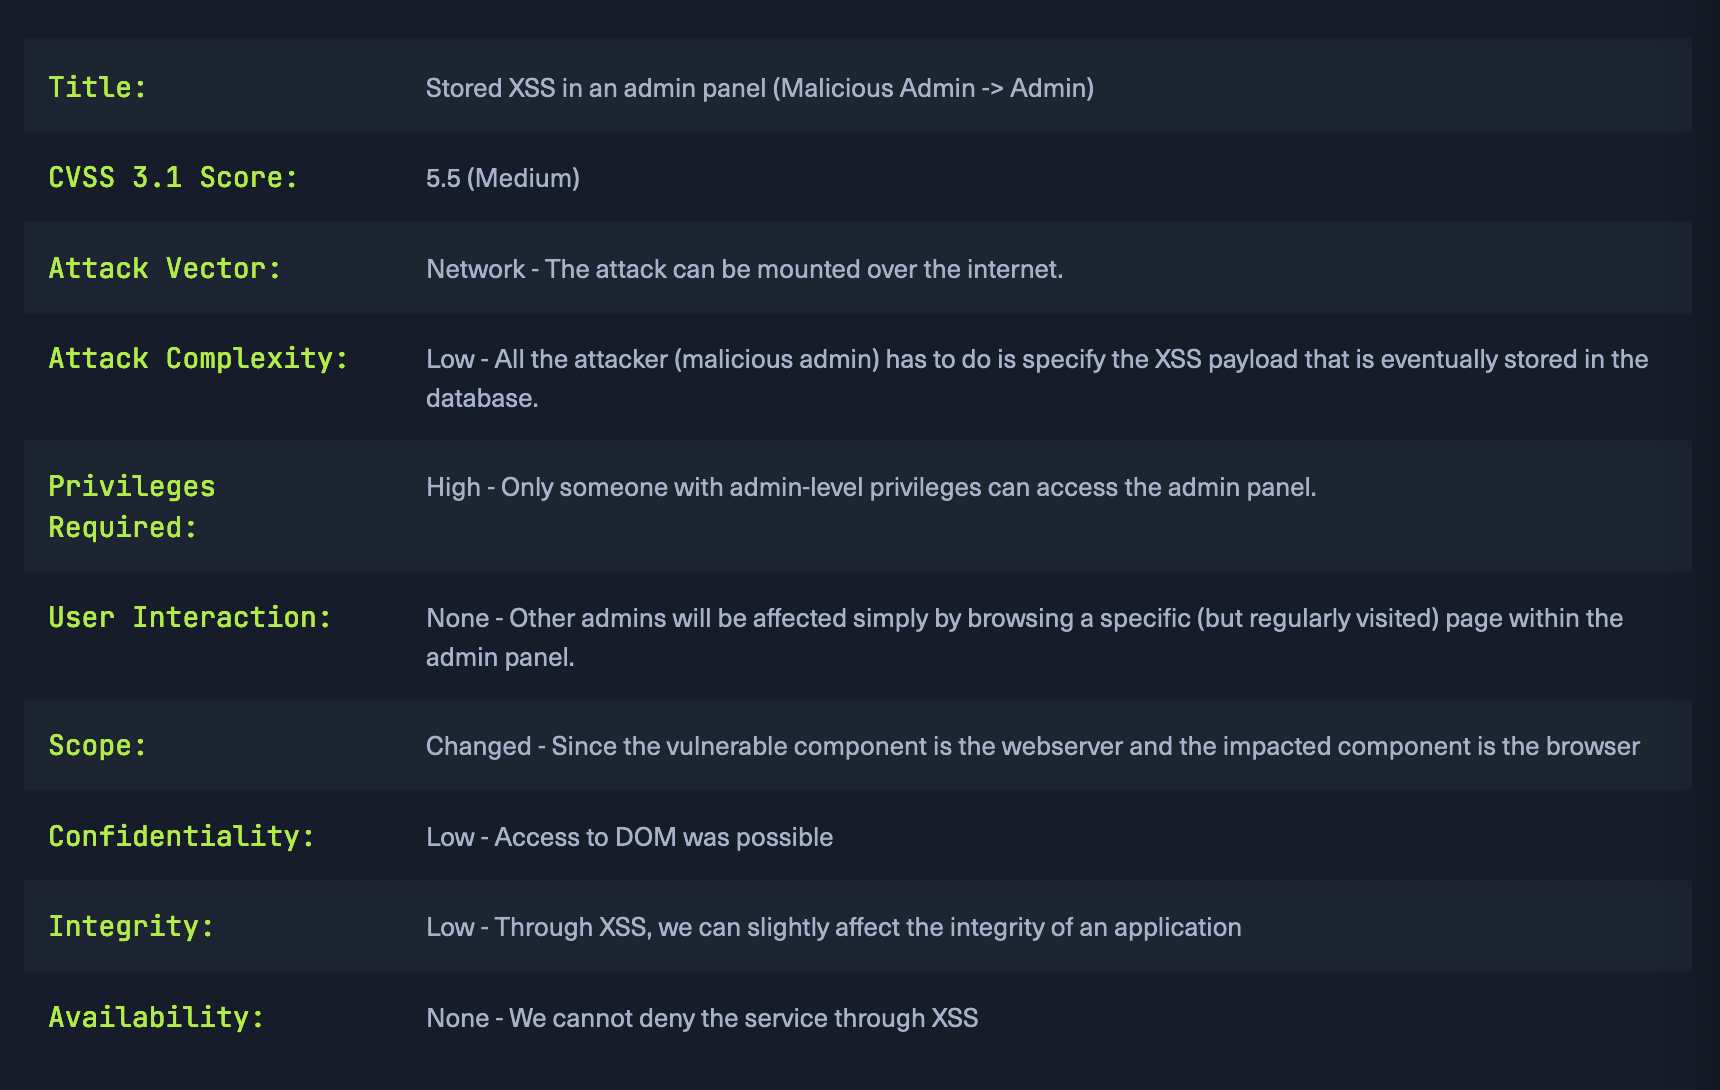 Title: Stored XSS in an admin panel (Malicious Admin -> Admin)
CVSS 3.1 Score: 5.5 (Medium)
Attack Vector: Network - The attack can be mounted over the internet.
Attack Complexity: Low - All the attacker (malicious admin) has to do is specify the XSS payload that is eventually stored in the
database.
Privileges
Required:
High - Only someone with admin-level privileges can access the admin panel.
User Interaction: None - Other admins will be affected simply by browsing a specific (but regularly visited) page within the
admin panel.
Scope: Changed - Since the vulnerable component is the webserver and the impacted component is the browser
Confidentiality: Low - Access to DOM was possible
Integrity: Low - Through XSS, we can slightly affect the integrity of an application
Availability: None - We cannot deny the service through XSS